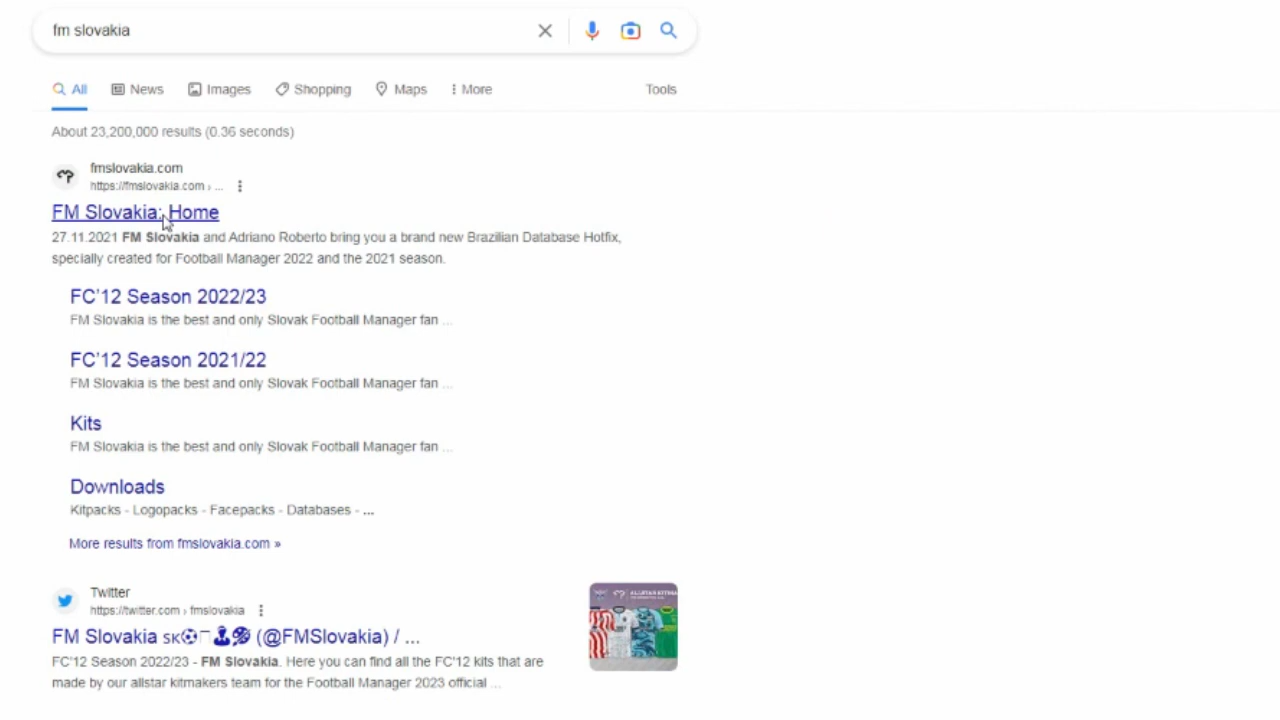 fm slovakia
All News Images Shopping Maps More Tools
About 23,200,000 results (0.36 seconds)
fmslovakia.com
https://fmslovakia.com › ...
FM Slovakia: Home
27.11.2021 FM Slovakia and Adriano Roberto bring you a brand new Brazilian Database Hotfix,
specially created for Football Manager 2022 and the 2021 season.
FC'12 Season 2022/23
FM Slovakia is the best and only Slovak Football Manager fan ...
FC'12 Season 2021/22
FM Slovakia is the best and only Slovak Football Manager fan ...
Kits
FM Slovakia is the best and only Slovak Football Manager fan ...
Downloads
Kitpacks - Logopacks - Facepacks - Databases - ...
More results from fmslovakia.com »
Twitter
https://twitter.com › fmslovakia
FM Slovakia SK (@FMSlovakia) / ...
FC'12 Season 2022/23 - FM Slovakia. Here you can find all the FC'12 kits that are
made by our allstar kitmakers team for the Football Manager 2023 official ...